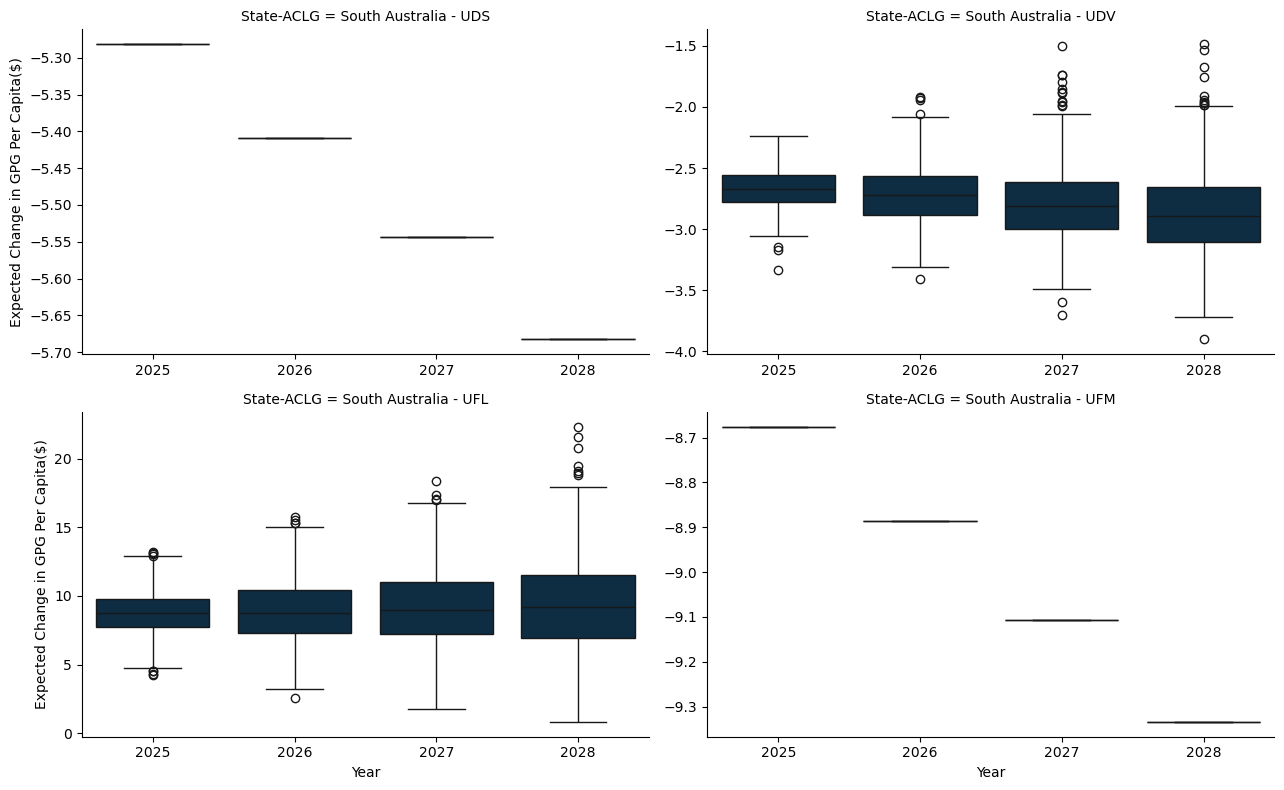 State-ACLG = South Australia - UDS
Expected Change in GPG Per Capita($)
−5.30
−5.35
−5.40
−5.45
−5.50
−5.55
−5.60
−5.65
−5.70
2025 2026 2027 2028
State-ACLG = South Australia - UDV
−1.5
−2.0
−2.5
−3.0
−3.5
−4.0
2025 2026 2027 2028
State-ACLG = South Australia - UFL
Expected Change in GPG Per Capita($)
20
15
10
5
0
2025 2026 2027 2028
Year
State-ACLG = South Australia - UFM
−8.7
−8.8
−8.9
−9.0
−9.1
−9.2
−9.3
2025 2026 2027 2028
Year